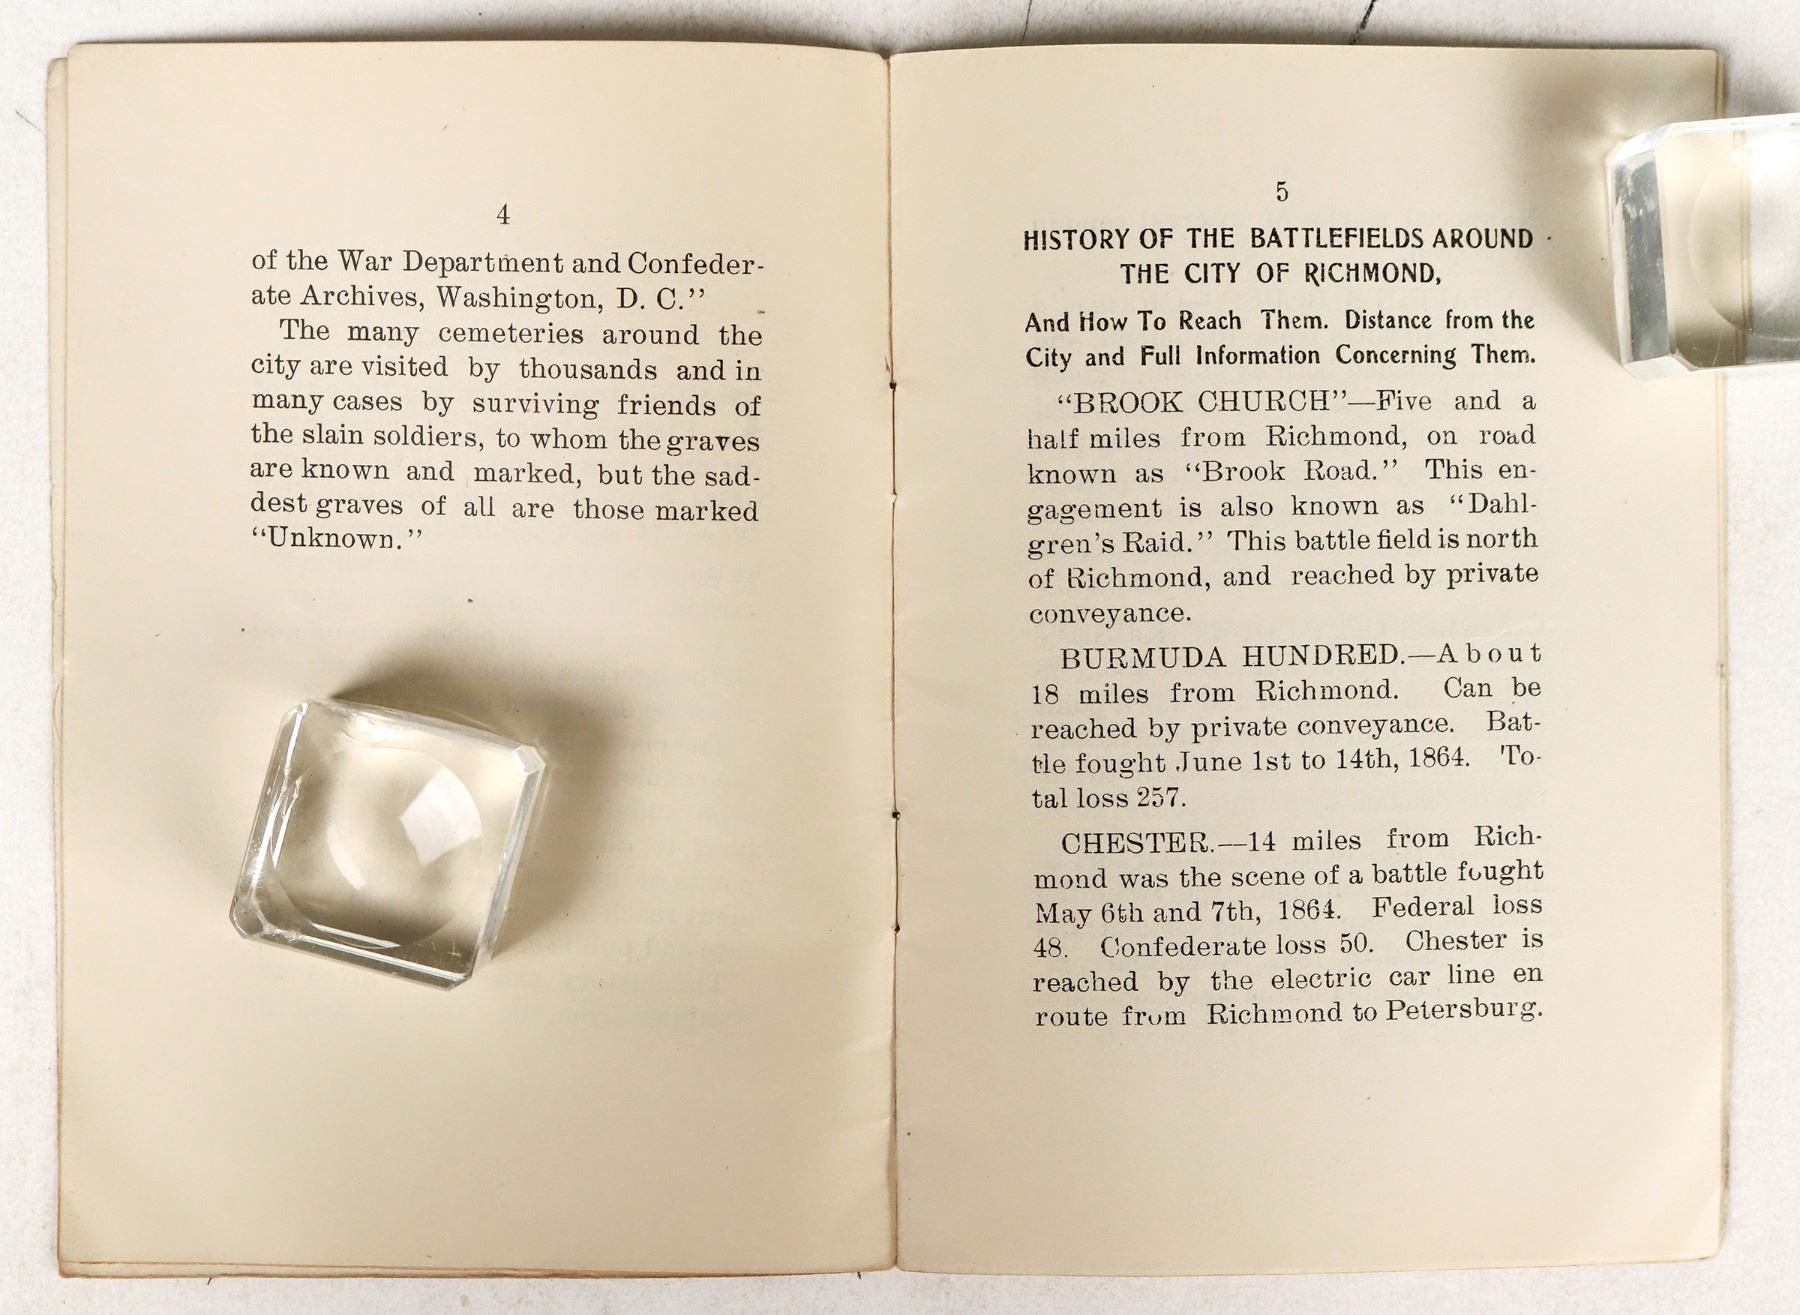 4
of the War Department and Confeder-
ate Archives, Washington, D. C.”
The many cemeteries around the
city are visited by thousands and in
many cases by surviving friends of
the slain soldiers, to whom the graves
are known and marked, but the sad-
dest graves of all are those marked
“Unknown.”
5
HISTORY OF THE BATTLEFIELDS AROUND
THE CITY OF RICHMOND,
And How To Reach Them. Distance from the
City and Full Information Concerning Them.
“BROOK CHURCH”—Five and a
half miles from Richmond, on road
known as “Brook Road.” This en-
gagement is also known as “Dahl-
gren’s Raid.” This battle field is north
of Richmond, and reached by private
conveyance.
BURMUDA HUNDRED.—About
18 miles from Richmond. Can be
reached by private conveyance. Bat-
tle fought June 1st to 14th, 1864. To-
tal loss 257.
CHESTER.—14 miles from Rich-
mond was the scene of a battle fought
May 6th and 7th, 1864. Federal loss
48. Confederate loss 50. Chester is
reached by the electric car line en
route from Richmond to Petersburg.